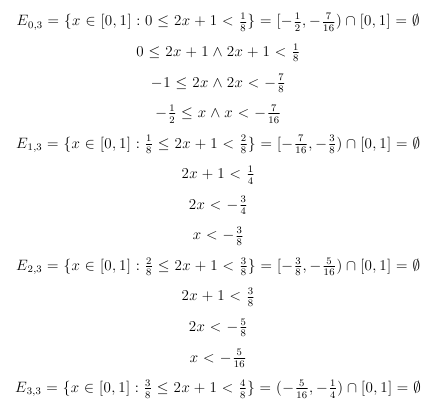 E_{0,3} = {x ∈ [0, 1] : 0 ≤ 2x + 1 < 1/8} = [−1/2, −7/16) ∩ [0, 1] = ∅
0 ≤ 2x + 1 ∧ 2x + 1 < 1/8
−1 ≤ 2x ∧ 2x < −7/8
−1/2 ≤ x ∧ x < −7/16
E_{1,3} = {x ∈ [0, 1] : 1/8 ≤ 2x + 1 < 2/8} = [−7/16, −3/8) ∩ [0, 1] = ∅
2x + 1 < 1/4
2x < −3/4
x < −3/8
E_{2,3} = {x ∈ [0, 1] : 2/8 ≤ 2x + 1 < 3/8} = [−3/8, −5/16) ∩ [0, 1] = ∅
2x + 1 < 3/8
2x < −5/8
x < −5/16
E_{3,3} = {x ∈ [0, 1] : 3/8 ≤ 2x + 1 < 4/8} = (−5/16, −1/4) ∩ [0, 1] = ∅